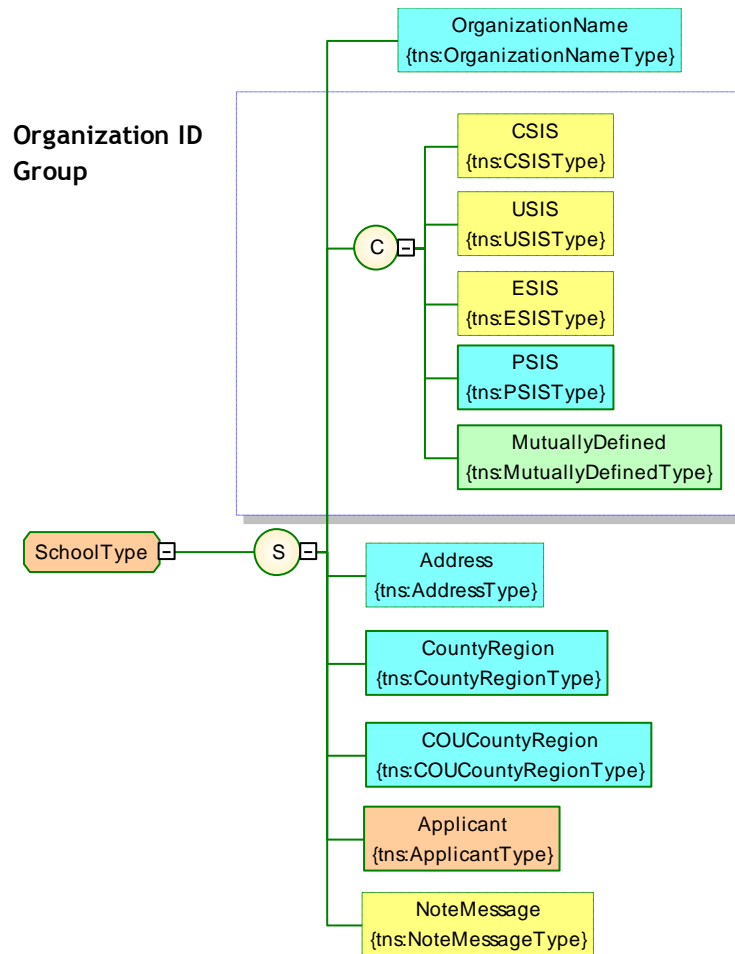 OrganizationName
{tns:OrganizationNameType}
Organization ID
Group
CSIS
{tns:CSISType}
USIS
{tns:USISType}
C
ESIS
{tns:ESISType}
PSIS
{tns:PSISType}
MutuallyDefined
{tns:MutuallyDefinedType}
SchoolType
S
Address
{tns:AddressType}
CountyRegion
{tns:CountyRegionType}
COUCountyRegion
{tns:COUCountyRegionType}
Applicant
{tns:ApplicantType}
NoteMessage
{tns:NoteMessageType}